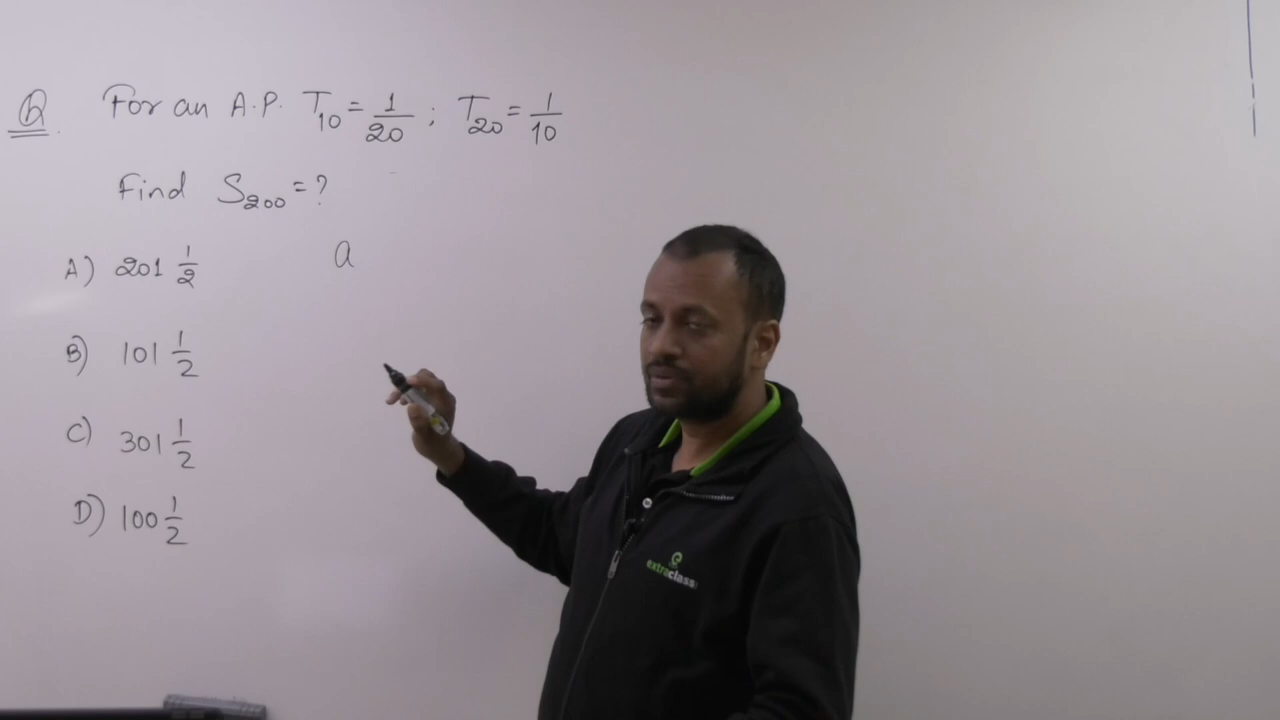 Q. For an A.P. T₁₀ = 1/20 ; T₂₀ = 1/10
Find S₂₀₀ = ?
A) 201 1/2
a
B) 101 1/2
C) 301 1/2
D) 100 1/2
extraclass